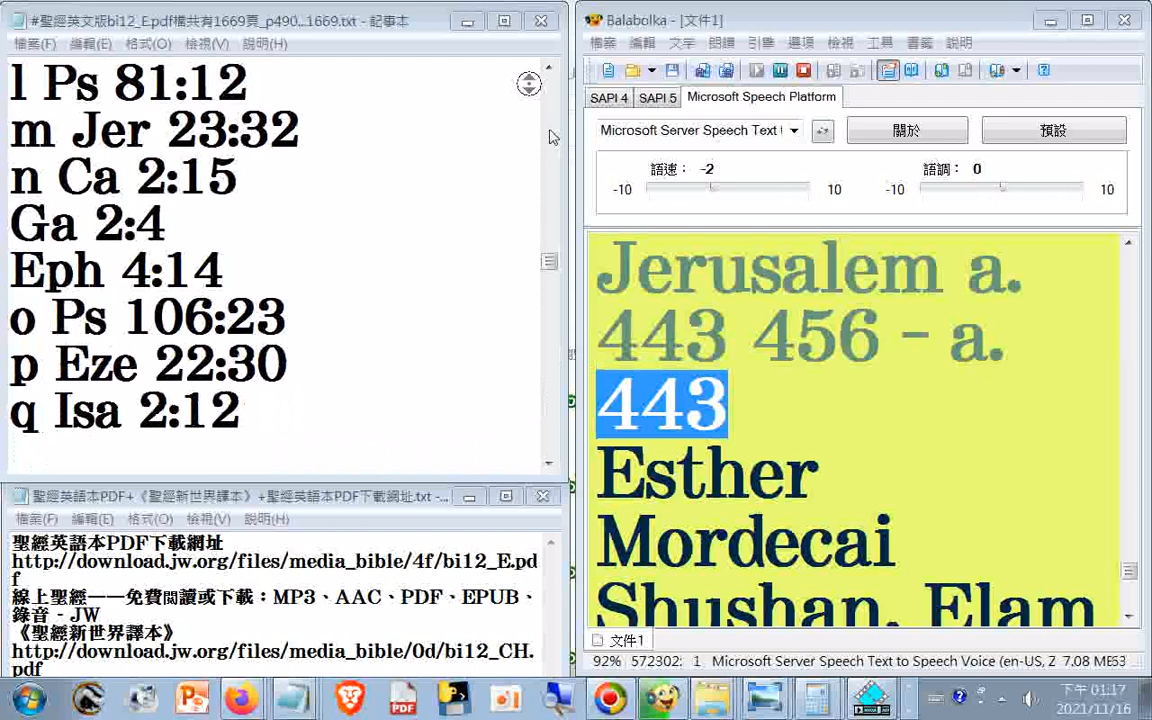 #聖經英文版bi12_E.pdf檔共有1669頁_p490...1669.txt - 記事本
檔案(F) 編輯(E) 格式(O) 檢視(V) 說明(H)
l Ps 81:12
m Jer 23:32
n Ca 2:15
Ga 2:4
Eph 4:14
o Ps 106:23
p Eze 22:30
q Isa 2:12
聖經英語本PDF+《聖經新世界譯本》+聖經英語本PDF下載網址.txt -...
檔案(F) 編輯(E) 格式(O) 檢視(V) 說明(H)
聖經英語本PDF下載網址
http://download.jw.org/files/media_bible/4f/bi12_E.pd
f
線上聖經——免費閱讀或下載：MP3、AAC、PDF、EPUB、
錄音 - JW
《聖經新世界譯本》
http://download.jw.org/files/media_bible/0d/bi12_CH.
pdf
Balabolka - [文件1]
檔案 編輯 文字 朗讀 引擎 選項 檢視 工具 書籤 說明
SAPI 4 SAPI 5 Microsoft Speech Platform
Microsoft Server Speech Text 關於 預設
語速： -2 語調： 0
-10 10 -10 10
Jerusalem a.
443 456 – a.
443
Esther
Mordecai
Shushan, Elam
文件1
92% 572302: 1 Microsoft Server Speech Text to Speech Voice (en-US, Z 7.08 ME53
下午 01:17
2021/11/16